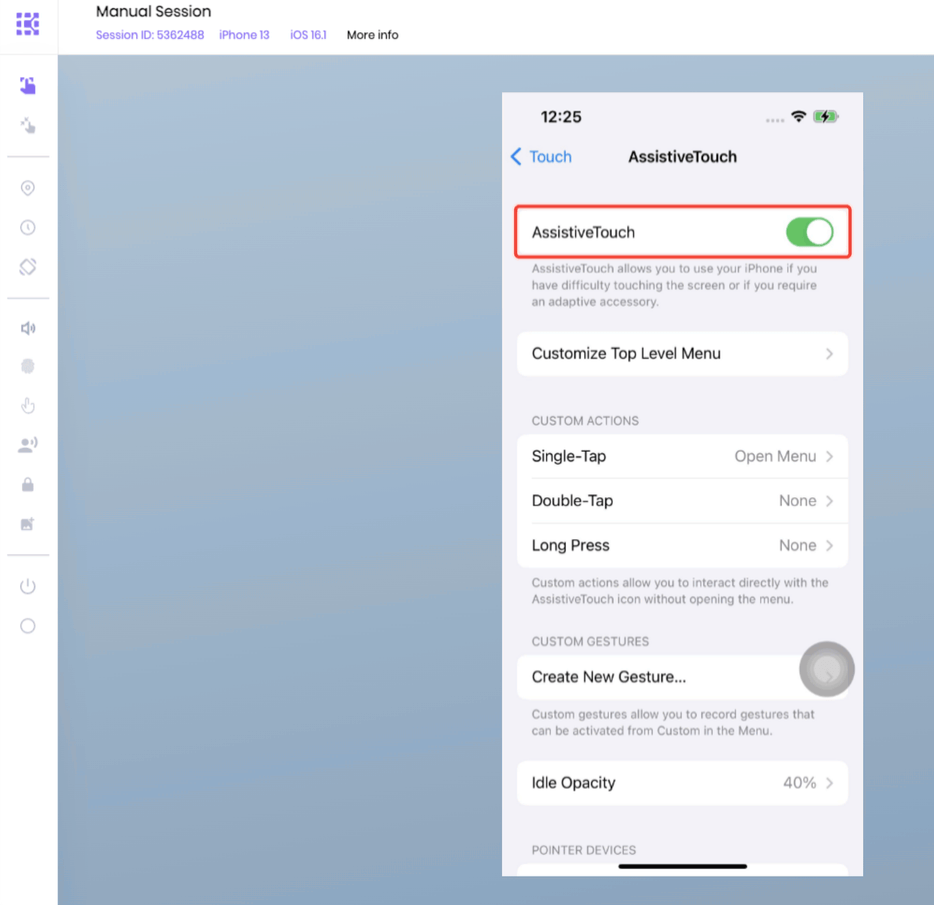 Manual Session
Session ID: 5362488 iPhone 13 iOS 16.1 More info
12:25
Touch AssistiveTouch
AssistiveTouch
AssistiveTouch allows you to use your iPhone if you
have difficulty touching the screen or if you require
an adaptive accessory.
Customize Top Level Menu
CUSTOM ACTIONS
Single-Tap Open Menu
Double-Tap None
Long Press None
Custom actions allow you to interact directly with the
AssistiveTouch icon without opening the menu.
CUSTOM GESTURES
Create New Gesture...
Custom gestures allow you to record gestures that
can be activated from Custom in the Menu.
Idle Opacity 40%
POINTER DEVICES